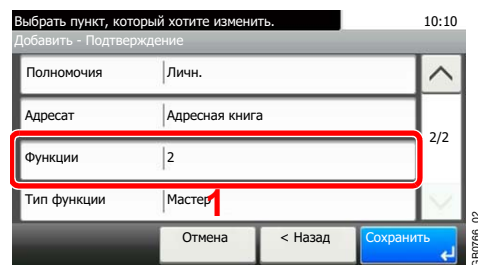 Выбрать пункт, который хотите изменить. 10:10
Добавить - Подтверждение
Полномочия Личн.
Адресат Адресная книга
2/2
Функции 2
Тип функции Мастер
1
Отмена < Назад Сохранить
GB0766_02